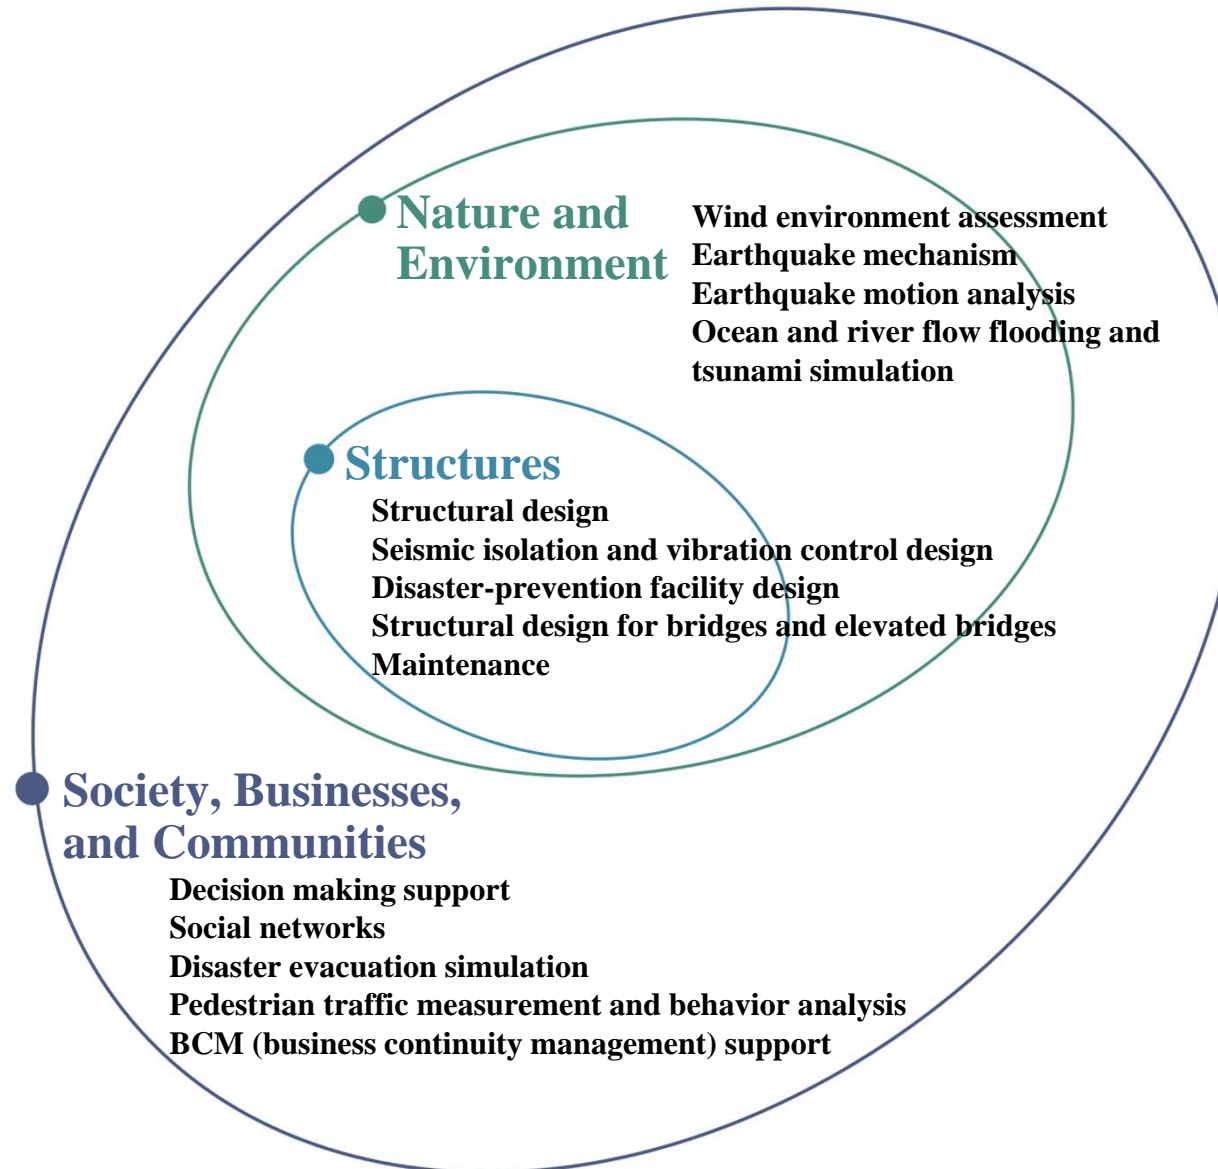 Nature and
Environment
Wind environment assessment
Earthquake mechanism
Earthquake motion analysis
Ocean and river flow flooding and
tsunami simulation
Structures
Structural design
Seismic isolation and vibration control design
Disaster-prevention facility design
Structural design for bridges and elevated bridges
Maintenance
Society, Businesses,
and Communities
Decision making support
Social networks
Disaster evacuation simulation
Pedestrian traffic measurement and behavior analysis
BCM (business continuity management) support